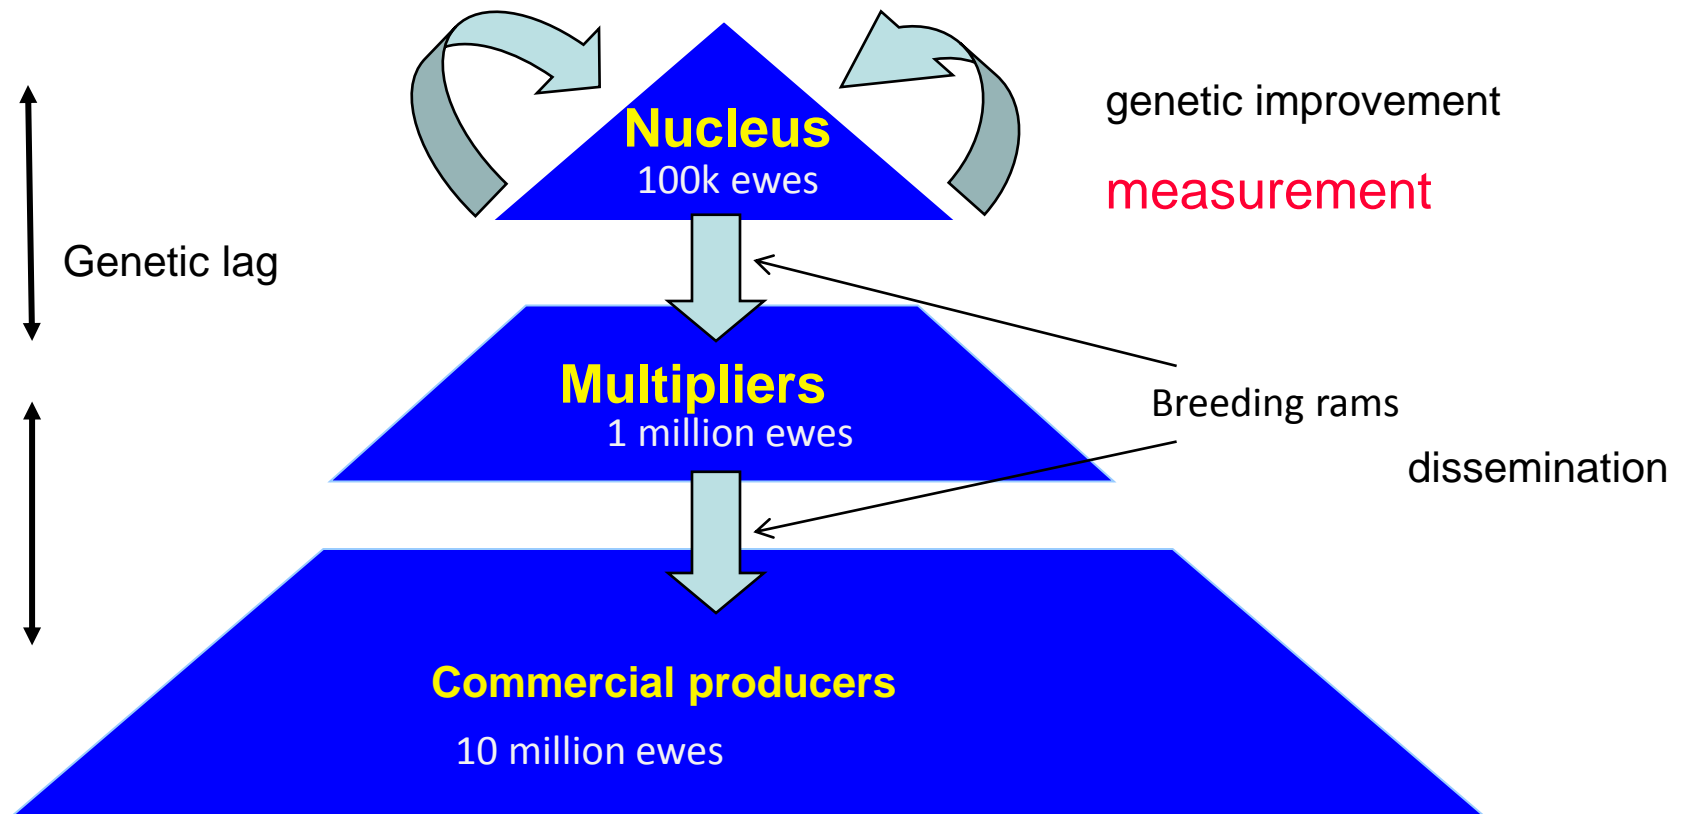 Nucleus
100k ewes
genetic improvement
measurement
Genetic lag
Multipliers
1 million ewes
Breeding rams
dissemination
Commercial producers
10 million ewes